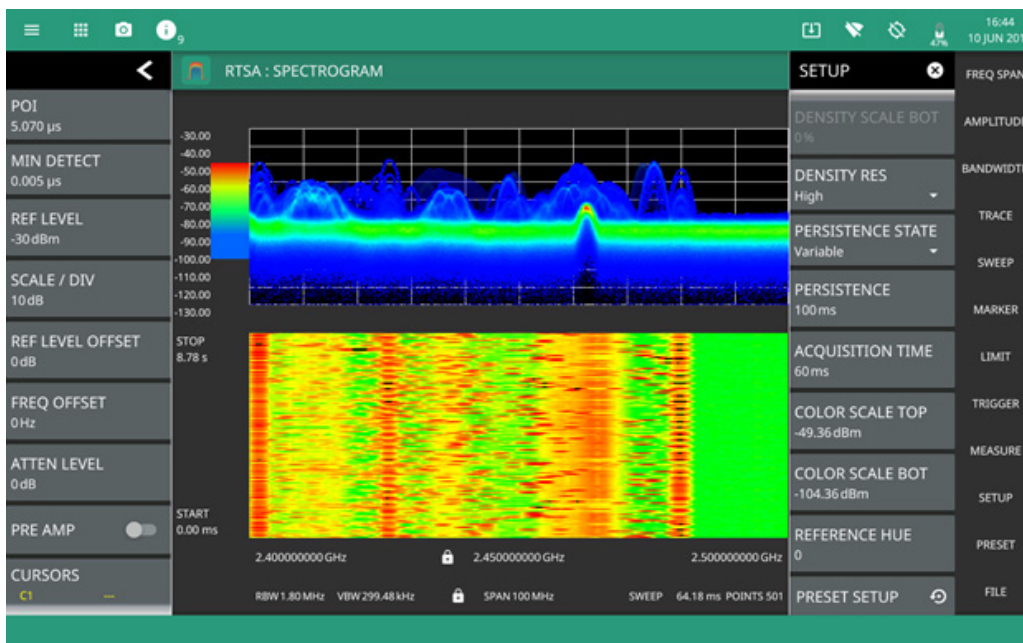 9
47%
16:44
10 JUN 201
RTSA : SPECTROGRAM
SETUP
FREQ SPAN
POI
5.070 µs
MIN DETECT
0.005 µs
REF LEVEL
-30 dBm
SCALE / DIV
10 dB
REF LEVEL OFFSET
0 dB
FREQ OFFSET
0 Hz
ATTEN LEVEL
0 dB
PRE AMP
CURSORS
C1 —
-30.00
-40.00
-50.00
-60.00
-70.00
-80.00
-90.00
-100.00
-110.00
-120.00
-130.00
STOP
8.78 s
START
0.00 ms
2.400000000 GHz 2.450000000 GHz 2.500000000 GHz
RBW 1.80 MHz VBW 299.48 kHz SPAN 100 MHz SWEEP 64.18 ms POINTS 501
DENSITY SCALE BOT
0 %
DENSITY RES
High
PERSISTENCE STATE
Variable
PERSISTENCE
100 ms
ACQUISITION TIME
60 ms
COLOR SCALE TOP
-49.36 dBm
COLOR SCALE BOT
-104.36 dBm
REFERENCE HUE
0
PRESET SETUP
AMPLITUDE
BANDWIDTH
TRACE
SWEEP
MARKER
LIMIT
TRIGGER
MEASURE
SETUP
PRESET
FILE